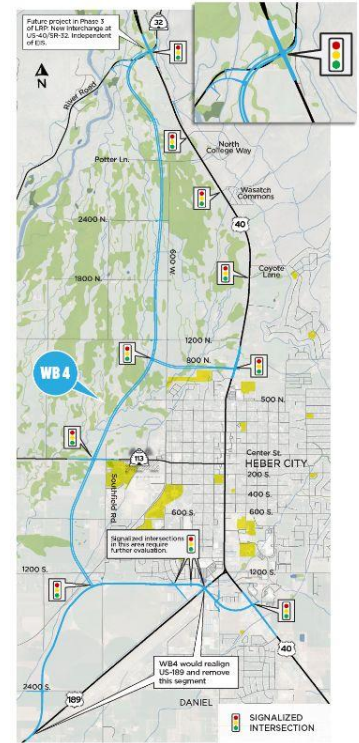 Future project in Phase 3
of LRP: New Interchange at
US-40/SR-32. Independent
of EIS.
32
N
River Road
North
College Way
Potter Ln.
Wasatch
Commons
2400 N.
40
600 W.
Coyote
Lane
1800 N.
1200 N.
800 N.
WB 4
500 N.
Center St.
HEBER CITY
113
200 S.
400 S.
600 S.
Southfield Rd.
600 S.
Signalized intersections
in this area require
further evaluation.
1200 S.
1200 S.
40
WB4 would realign
US-189 and remove
this segment
2400 S.
189
DANIEL
SIGNALIZED
INTERSECTION